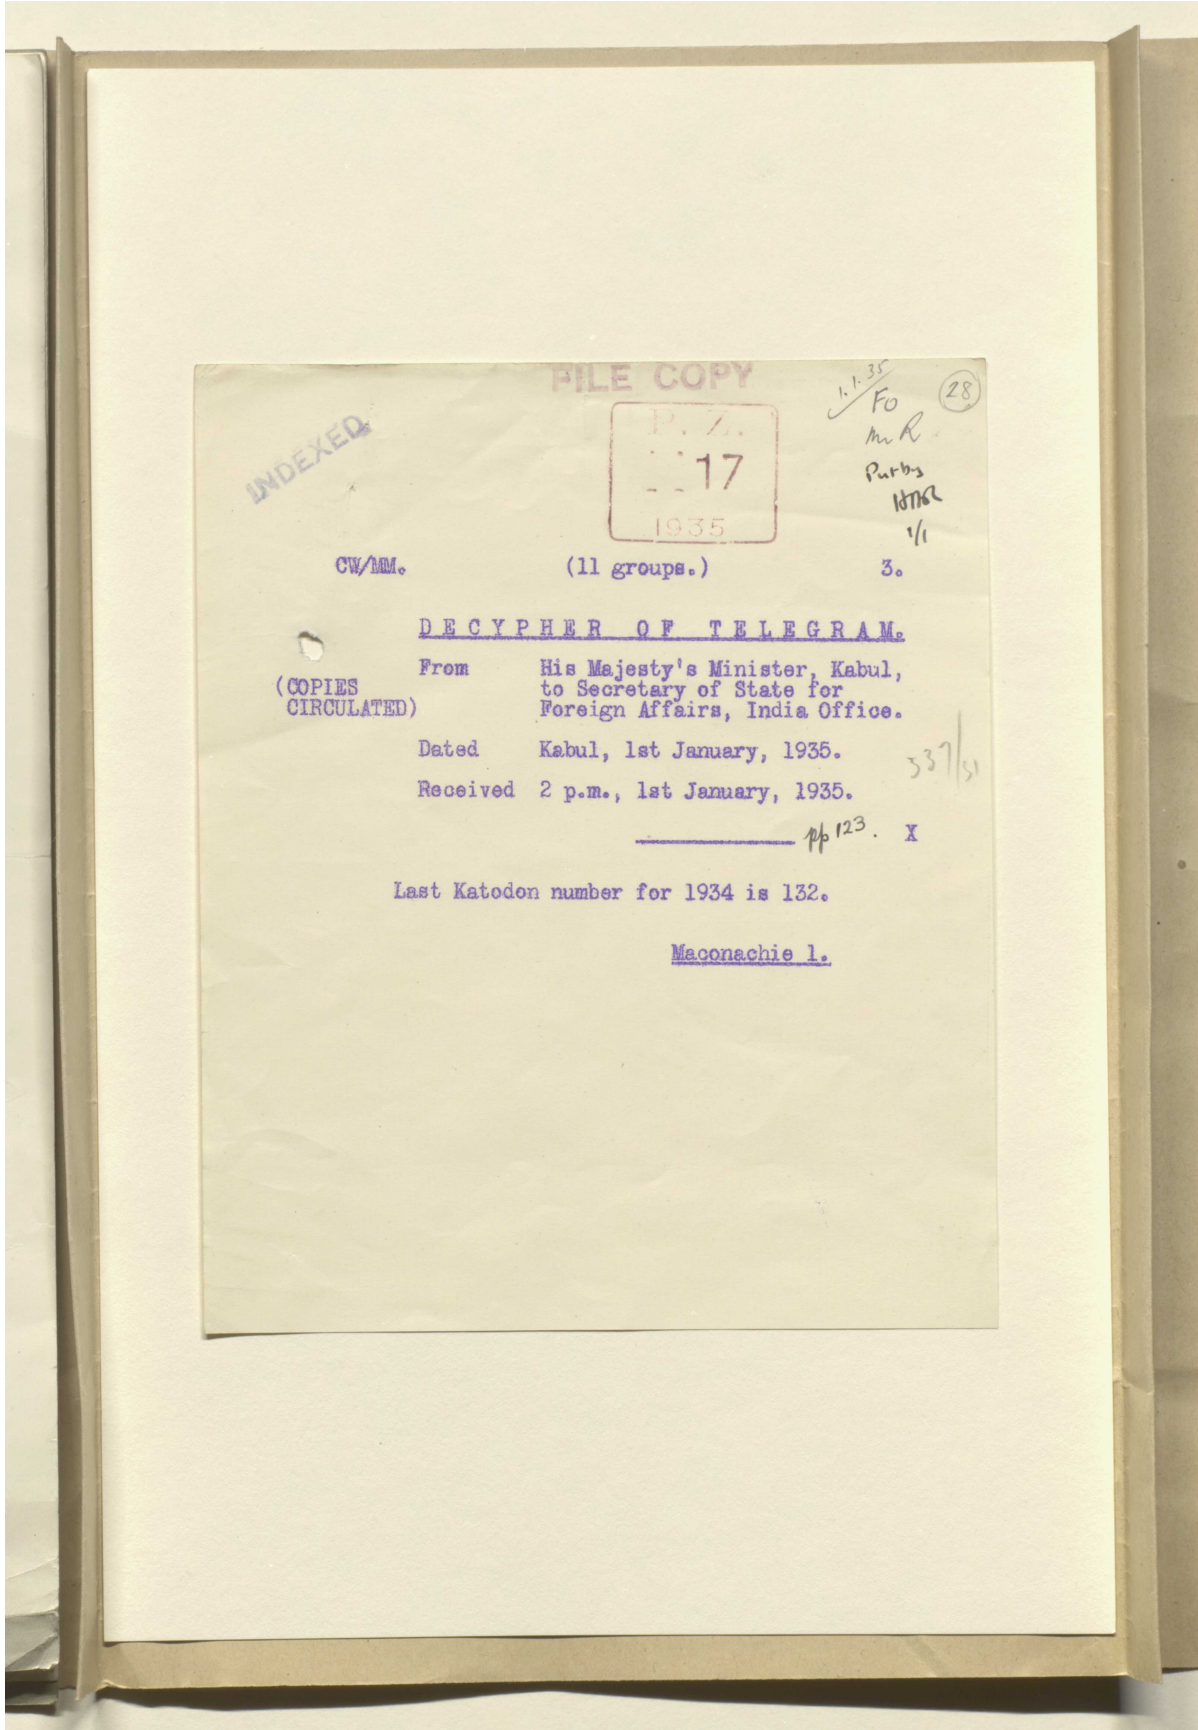 FILE COPY
INDEXED
1.1.35
28
FO
Mr R
P. Z.
17
1935
1/1
CW/MM.
(11 groups.)
3.
DECYPHER OF TELEGRAM.
From His Majesty's Minister, Kabul,
(COPIES to Secretary of State for
CIRCULATED) Foreign Affairs, India Office.
Dated Kabul, 1st January, 1935.
Received 2 p.m., 1st January, 1935.
pp 123. X
Last Katodon number for 1934 is 132.
Maconachie 1.